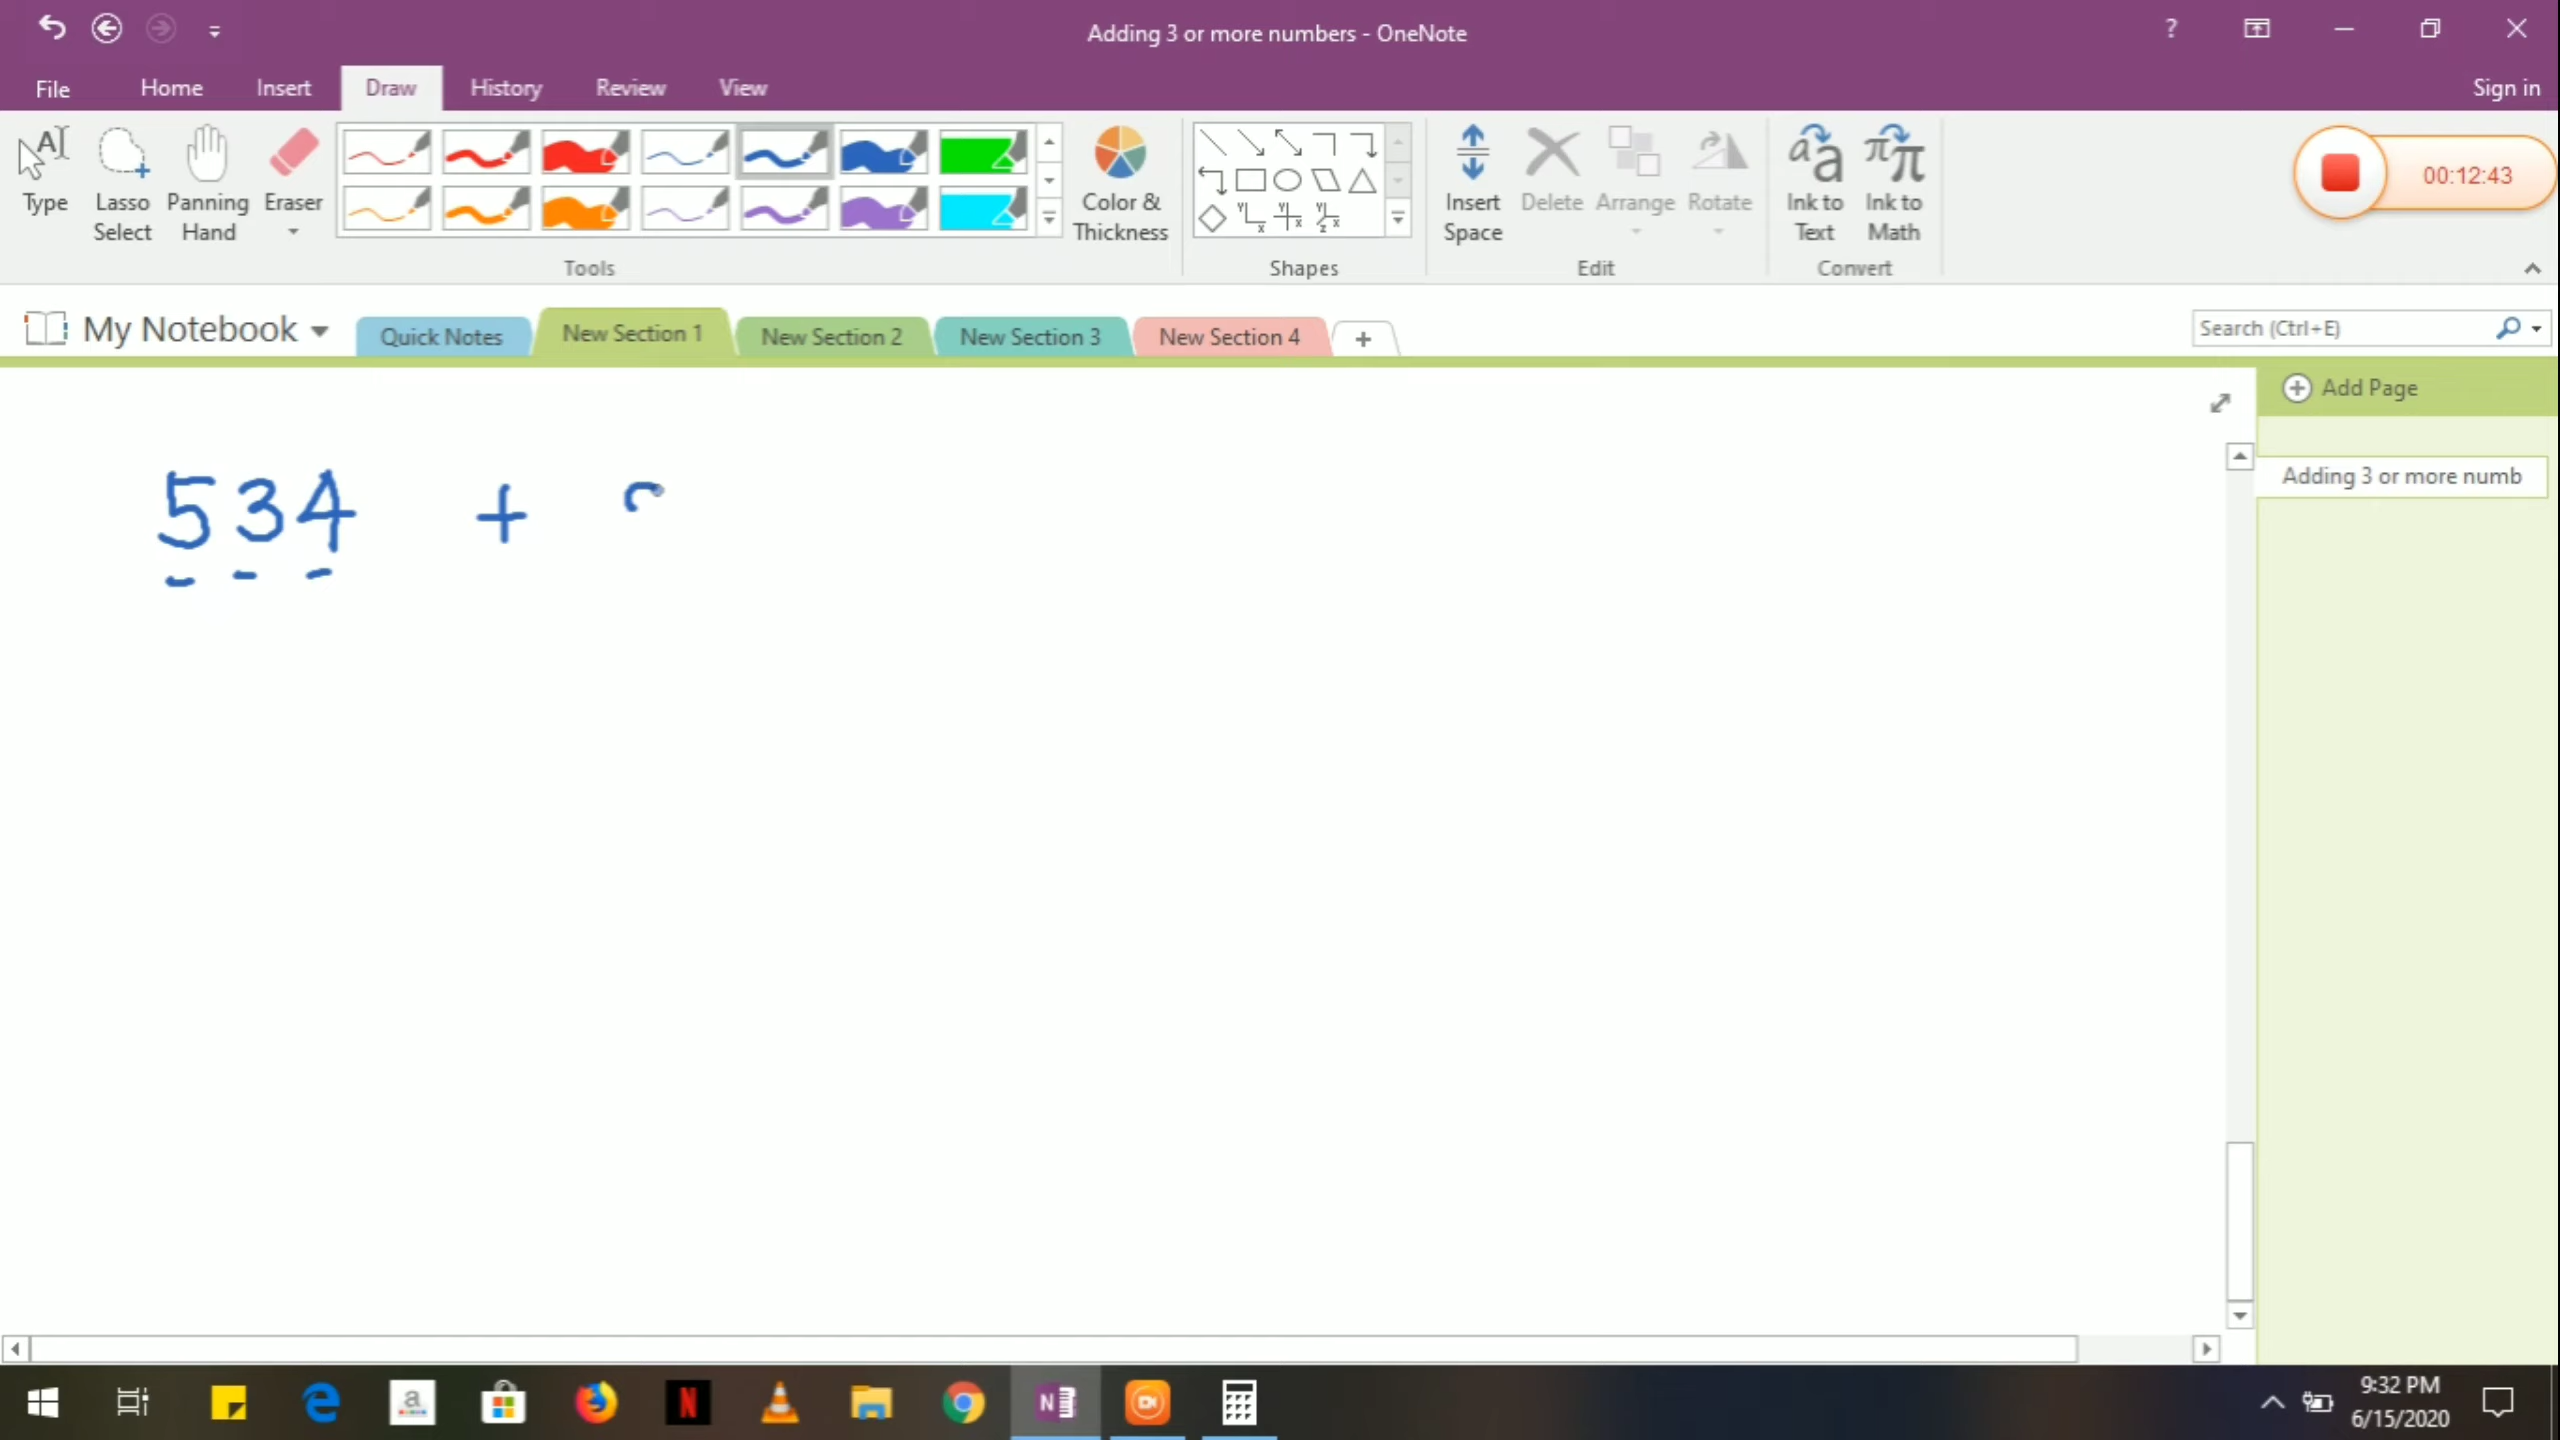 Adding 3 or more numbers - OneNote
?
File Home Insert Draw History Review View
Sign in
Type
Lasso Select
Panning Hand
Eraser
Color & Thickness
Insert Space
Delete
Arrange
Rotate
Ink to Text
Ink to Math
00:12:43
Tools
Shapes
Edit
Convert
My Notebook
Quick Notes
New Section 1
New Section 2
New Section 3
New Section 4
+
Search (Ctrl+E)
Add Page
Adding 3 or more numb
534 +
9:32 PM
6/15/2020